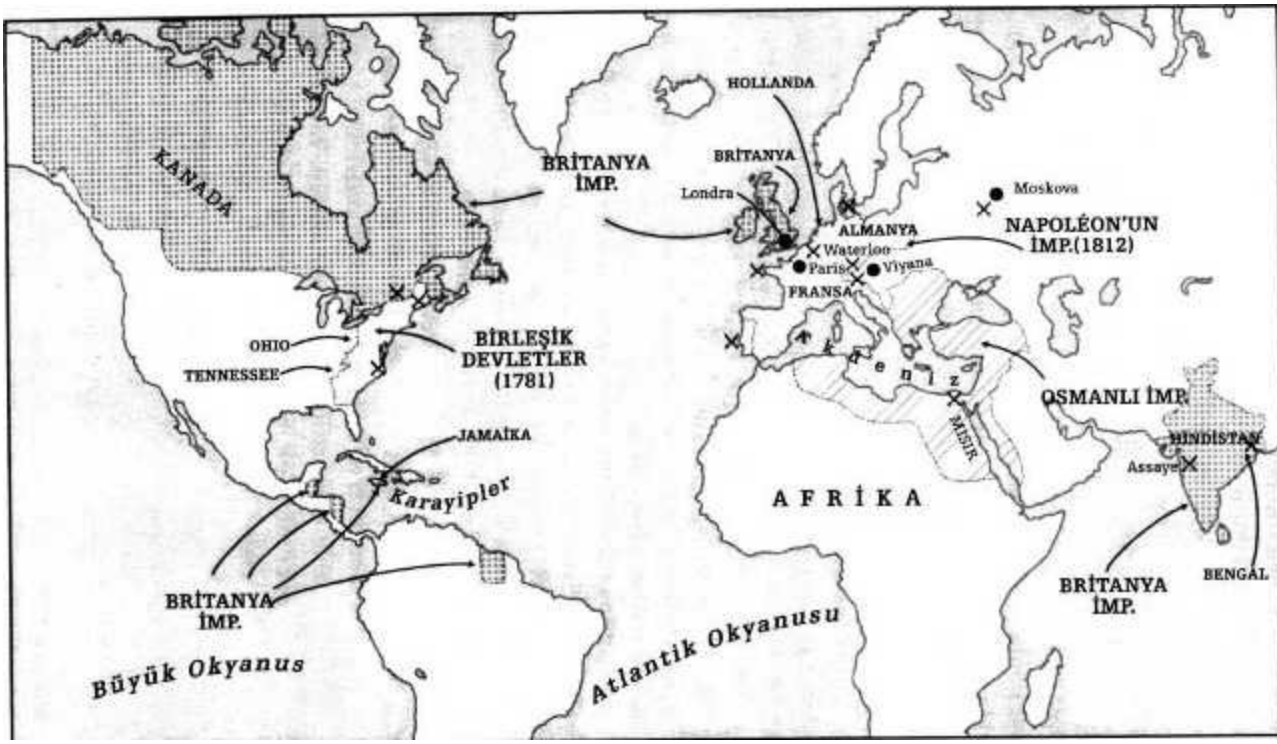 KANADA
BRİTANYA
İMP.
HOLLANDA
BRİTANYA
Londra
Moskova
ALMANYA
Waterloo
NAPOLÉON'UN
İMP.(1812)
Paris
Viyana
FRANSA
OHIO
TENNESSEE
BİRLEŞİK
DEVLETLER
(1781)
Akdeniz
OSMANLI İMP.
MISIR
JAMAİKA
Karayipler
HİNDİSTAN
Assaye
AFRİKA
BRİTANYA
İMP.
BRİTANYA
İMP.
BENGAL
Büyük Okyanus
Atlantik Okyanusu